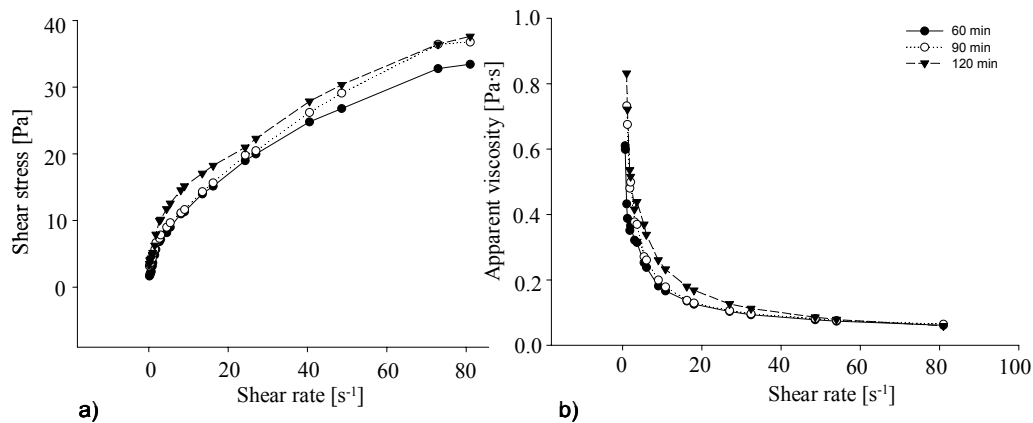 40
30
20
10
0
Shear stress [Pa]
0 20 40 60 80
Shear rate [s⁻¹]
a)
1.0
0.8
0.6
0.4
0.2
0.0
Apparent viscosity [Pa·s]
0 20 40 60 80 100
Shear rate [s⁻¹]
b)
60 min
90 min
120 min